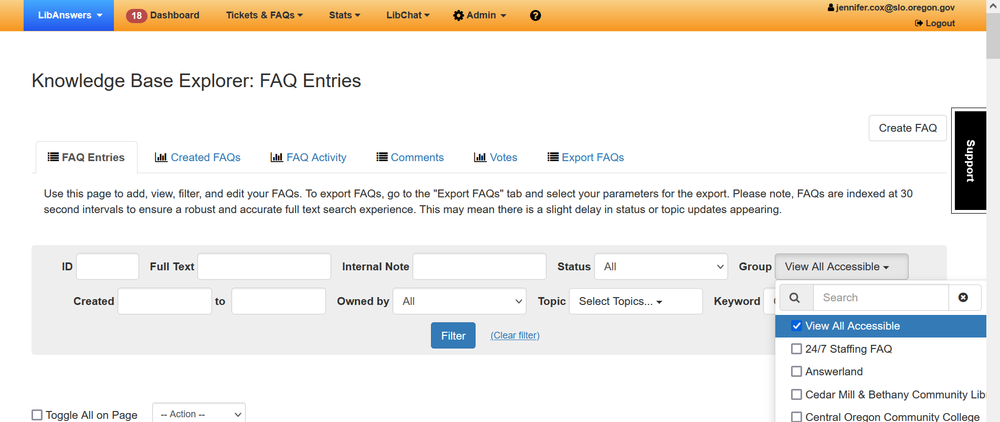 LibAnswers 18 Dashboard Tickets & FAQs Stats LibChat Admin
jennifer.cox@slo.oregon.gov
Logout
Knowledge Base Explorer: FAQ Entries
Create FAQ
Support
FAQ Entries Created FAQs FAQ Activity Comments Votes Export FAQs
Use this page to add, view, filter, and edit your FAQs. To export FAQs, go to the "Export FAQs" tab and select your parameters for the export. Please note, FAQs are indexed at 30
second intervals to ensure a robust and accurate full text search experience. This may mean there is a slight delay in status or topic updates appearing.
ID Full Text Internal Note Status All Group View All Accessible
Created to Owned by All Topic Select Topics... Keyword
Search
Filter (Clear filter)
View All Accessible
24/7 Staffing FAQ
Answerland
Cedar Mill & Bethany Community
Central Oregon Community College
Toggle All on Page -- Action --